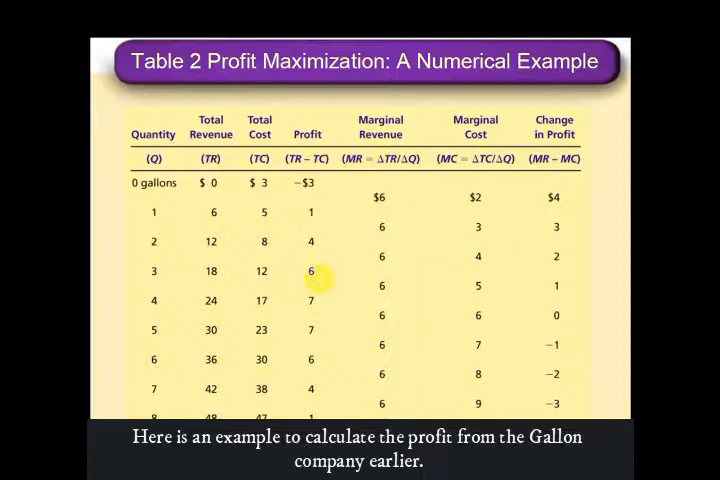 Table 2 Profit Maximization: A Numerical Example
Total Total Marginal Marginal Change
Quantity Revenue Cost Profit Revenue Cost in Profit
(Q) (TR) (TC) (TR – TC) (MR = ΔTR/ΔQ) (MC = ΔTC/ΔQ) (MR – MC)
0 gallons $ 0 $ 3 –$3
$6 $2 $4
1 6 5 1
6 3 3
2 12 8 4
6 4 2
3 18 12 6
6 5 1
4 24 17 7
6 6 0
5 30 23 7
6 7 –1
6 36 30 6
6 8 –2
7 42 38 4
6 9 –3
8 48 47 1
Here is an example to calculate the profit from the Gallon
company earlier.